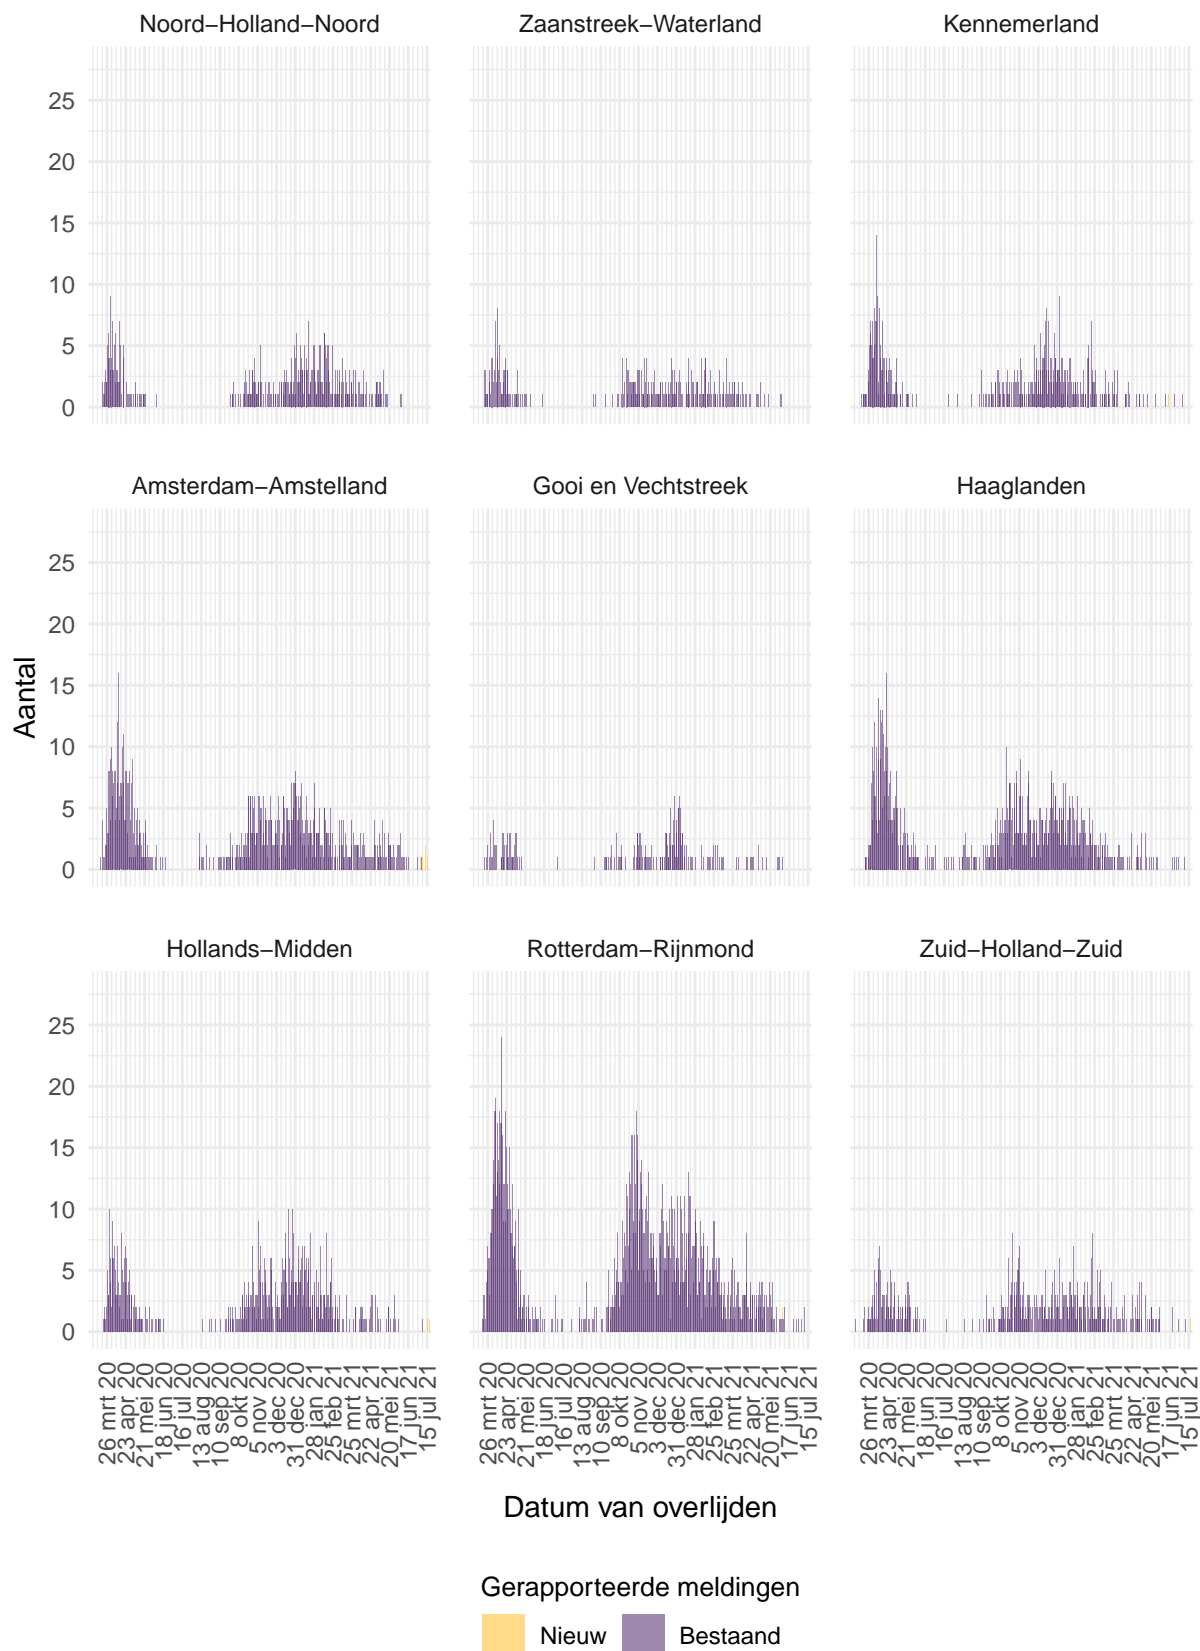 Noord−Holland−Noord Zaanstreek−Waterland Kennemerland
25
20
15
10
5
0
Amsterdam−Amstelland Gooi en Vechtstreek Haaglanden
25
20
15
10
5
0
Aantal
Hollands−Midden Rotterdam−Rijnmond Zuid−Holland−Zuid
25
20
15
10
5
0
26 mrt 20
23 apr. 20
21 mei 20
18 jun. 20
16 jul 20
13 aug 20
10 sep 20
8 okt 20
5 nov 20
3 dec 20
31 dec 20
28 jan 21
25 feb 21
25 mrt 21
22 apr. 21
20 mei 21
17 jun. 21
15 jul 21
26 mrt 20
23 apr. 20
21 mei 20
18 jun. 20
16 jul 20
13 aug 20
10 sep 20
8 okt 20
5 nov 20
3 dec 20
31 dec 20
28 jan 21
25 feb 21
25 mrt 21
22 apr. 21
20 mei 21
17 jun. 21
15 jul 21
26 mrt 20
23 apr. 20
21 mei 20
18 jun. 20
16 jul 20
13 aug 20
10 sep 20
8 okt 20
5 nov 20
3 dec 20
31 dec 20
28 jan 21
25 feb 21
25 mrt 21
22 apr. 21
20 mei 21
17 jun. 21
15 jul 21
Datum van overlijden
Gerapporteerde meldingen
Nieuw Bestaand